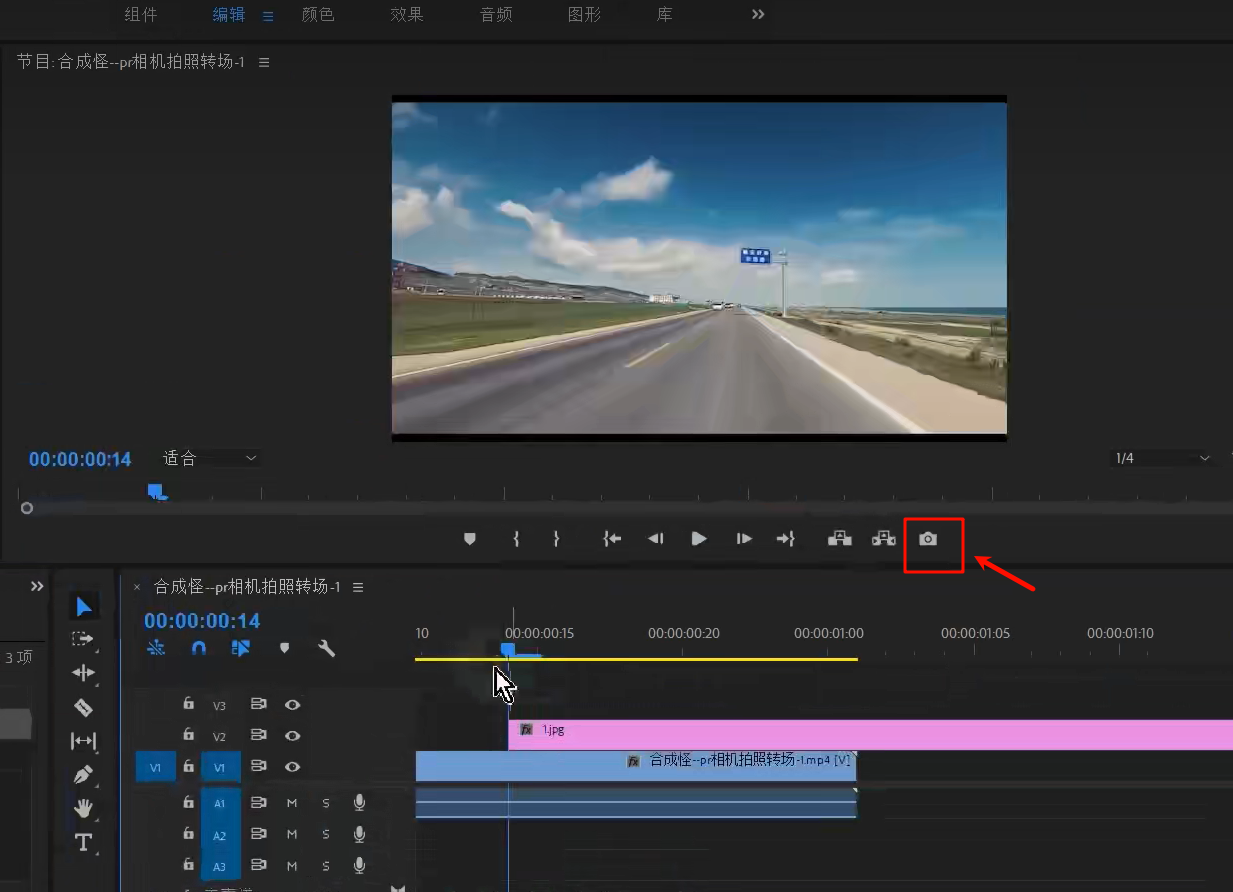 组件 编辑 颜色 效果 音频 图形 库
节目:合成怪--pr相机拍照转场-1
00:00:00:14 适合 1/4
合成怪--pr相机拍照转场-1
00:00:00:14
10 00:00:00:15 00:00:00:20 00:00:01:00 00:00:01:05 00:00:01:10
3 项
V3
V2
fx 1.jpg
V1 V1
fx 合成怪--pr相机拍照转场-1.mp4 [V]
A1 M S
A2 M S
A3 M S